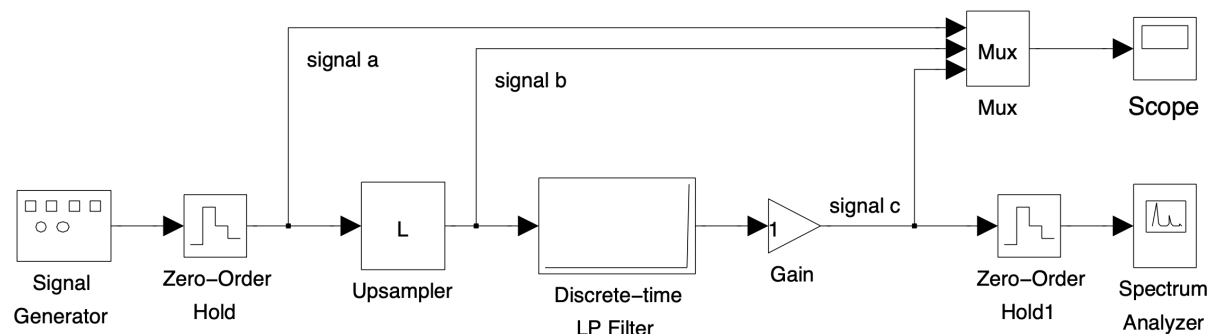 signal a
signal b
Mux
Mux
Scope
Signal
Generator
Zero−Order
Hold
L
Upsampler
Discrete−time
LP Filter
1
Gain
signal c
Zero−Order
Hold1
Spectrum
Analyzer